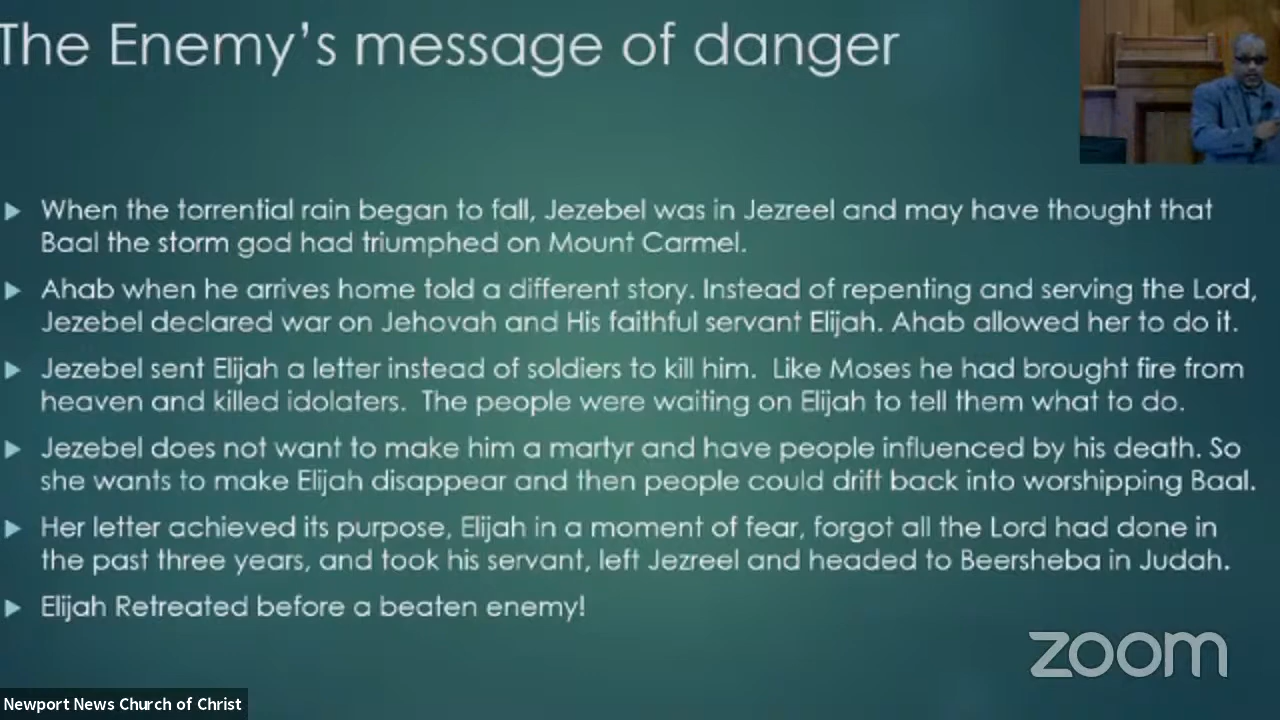 The Enemy's message of danger
When the torrential rain began to fall, Jezebel was in Jezreel and may have thought that
Baal the storm god had triumphed on Mount Carmel.
Ahab when he arrives home told a different story. Instead of repenting and serving the Lord,
Jezebel declared war on Jehovah and His faithful servant Elijah. Ahab allowed her to do it.
Jezebel sent Elijah a letter instead of soldiers to kill him.  Like Moses he had brought fire from
heaven and killed idolaters.  The people were waiting on Elijah to tell them what to do.
Jezebel does not want to make him a martyr and have people influenced by his death. So
she wants to make Elijah disappear and then people could drift back into worshipping Baal.
Her letter achieved its purpose, Elijah in a moment of fear, forgot all the Lord had done in
the past three years, and took his servant, left Jezreel and headed to Beersheba in Judah.
Elijah Retreated before a beaten enemy!
zoom
Newport News Church of Christ